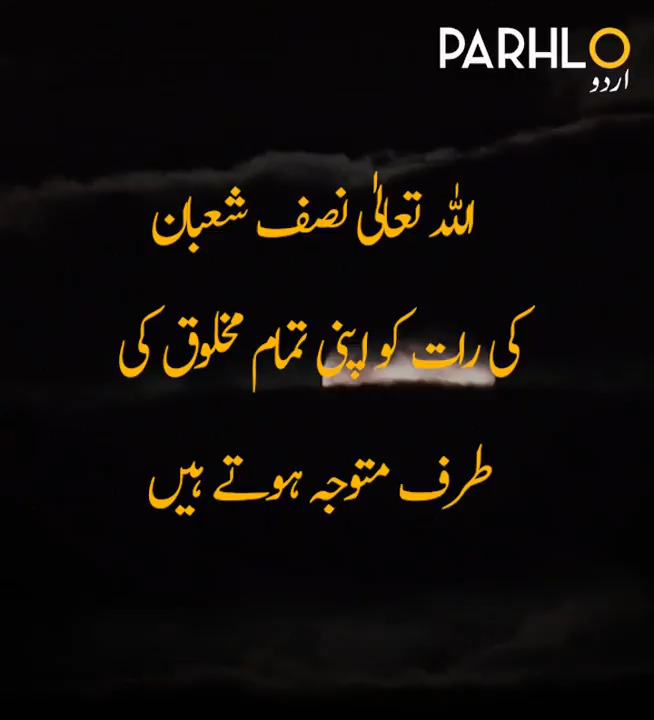 PARHLO
اردو
اللہ تعالیٰ نصف شعبان
کی رات کو اپنی تمام مخلوق کی
طرف متوجہ ہوتے ہیں